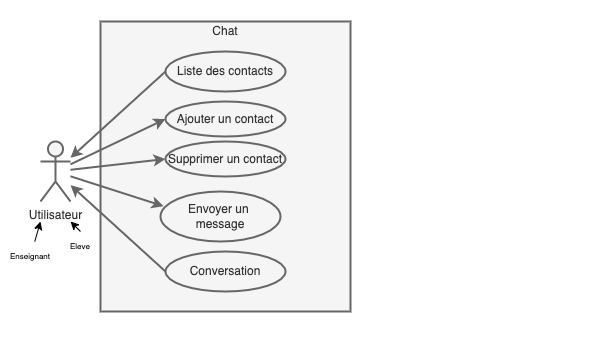 Chat
Liste des contacts
Ajouter un contact
Supprimer un contact
Envoyer un
message
Conversation
Utilisateur
Eleve
Enseignant